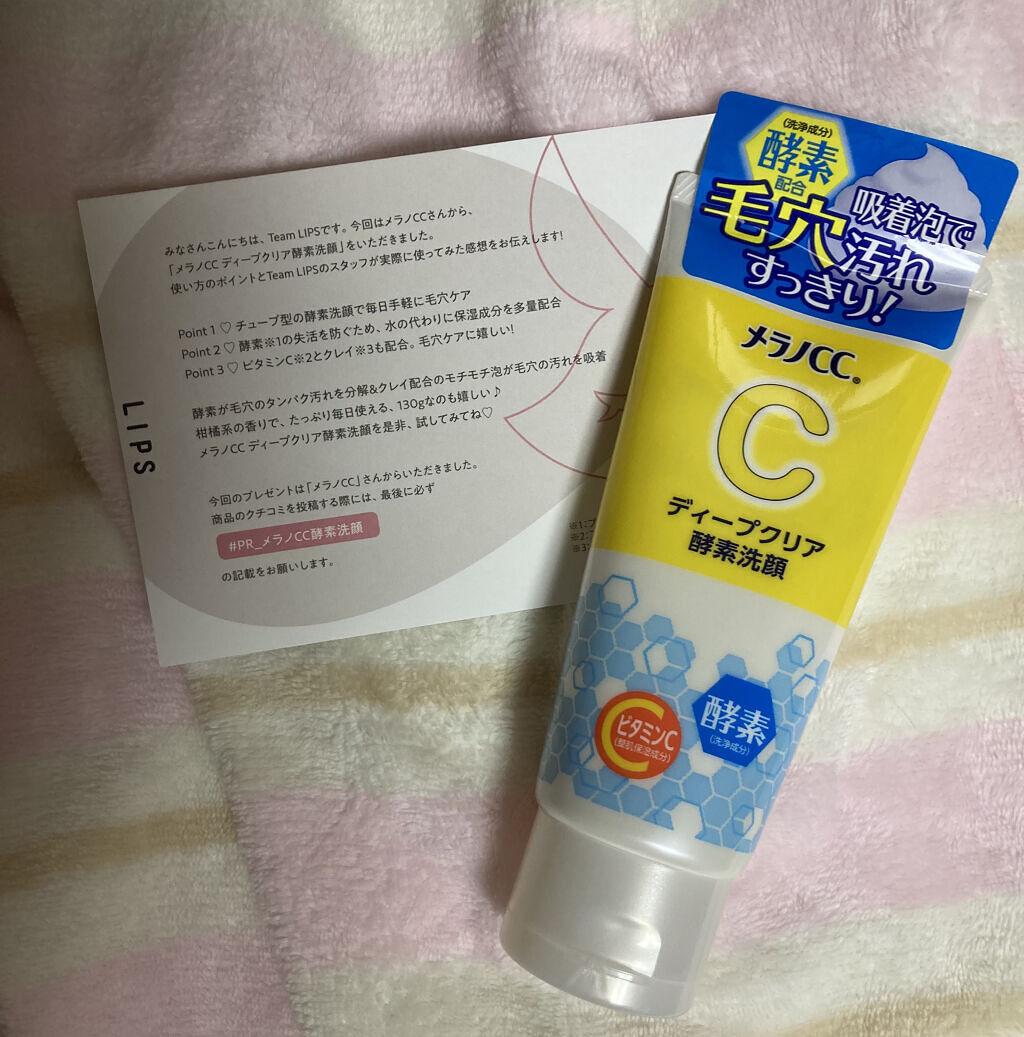 みなさんこんにちは、Team LIPSです。今回はメラノCCさんから、
「メラノCC ディープクリア酵素洗顔」をいただきました。
使い方のポイントとTeam LIPSのスタッフが実際に使ってみた感想をお伝えします!
Point 1 ♡ チューブ型の酵素洗顔で毎日手軽に毛穴ケア
Point 2 ♡ 酵素※1の失活を防ぐため、水の代わりに保湿成分を多量配合
Point 3 ♡ ビタミンC※2とクレイ※3も配合。毛穴ケアに嬉しい!
酵素が毛穴のタンパク汚れを分解&クレイ配合のモチモチ泡が毛穴の汚れを吸着
柑橘系の香りで、たっぷり毎日使える、130gなのも嬉しい♪
メラノCC ディープクリア酵素洗顔を是非、試してみてね♡
今回のプレゼントは「メラノCC」さんからいただきました。
商品のクチコミを投稿する際には、最後に必ず
#PR_メラノCC酵素洗顔
の記載をお願いします。
LIPS
※1:プ
※2:
※3:
(洗浄成分)
酵素
配合
吸着泡で
毛穴汚れ
すっきり!
メラノCC®
C
ディープクリア
酵素洗顔
ビタミンC
(整肌保湿成分)
酵素
(洗浄成分)